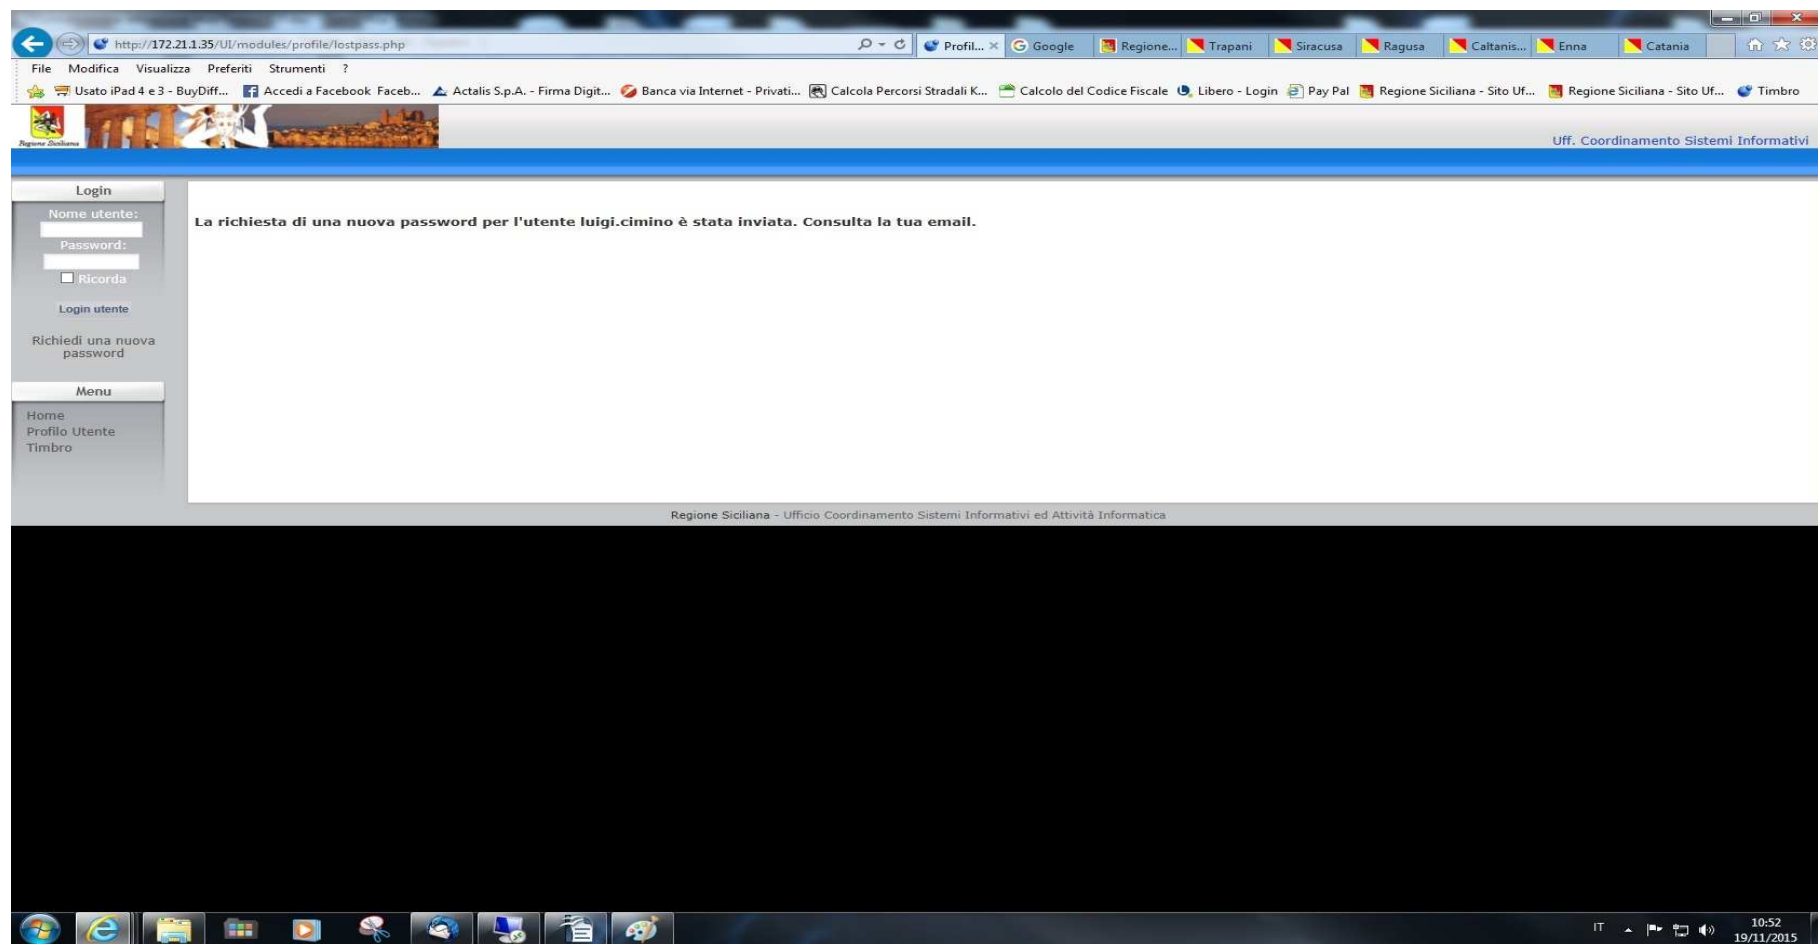 http://172.21.1.35/UI/modules/profile/lostpass.php
Profil... Google Regione... Trapani Siracusa Ragusa Caltanis... Enna Catania
File Modifica Visualizza Preferiti Strumenti ?
Usato iPad 4 e 3 - BuyDiff... Accedi a Facebook Faceb... Actalis S.p.A. - Firma Digit... Banca via Internet - Privati... Calcola Percorsi Stradali K... Calcolo del Codice Fiscale Libero - Login Pay Pal Regione Siciliana - Sito Uf... Regione Siciliana - Sito Uf... Timbro
Regione Siciliana
Uff. Coordinamento Sistemi Informativi
Login
Nome utente:
Password:
Ricorda
Login utente
Richiedi una nuova
password
Menu
Home
Profilo Utente
Timbro
La richiesta di una nuova password per l'utente luigi.cimino è stata inviata. Consulta la tua email.
Regione Siciliana - Ufficio Coordinamento Sistemi Informativi ed Attività Informatica
IT
10:52
19/11/2015